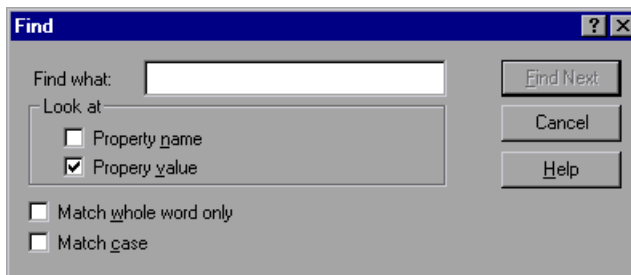 Find
Find what:
Find Next
Look at
Property name
Propery value
Cancel
Help
Match whole word only
Match case